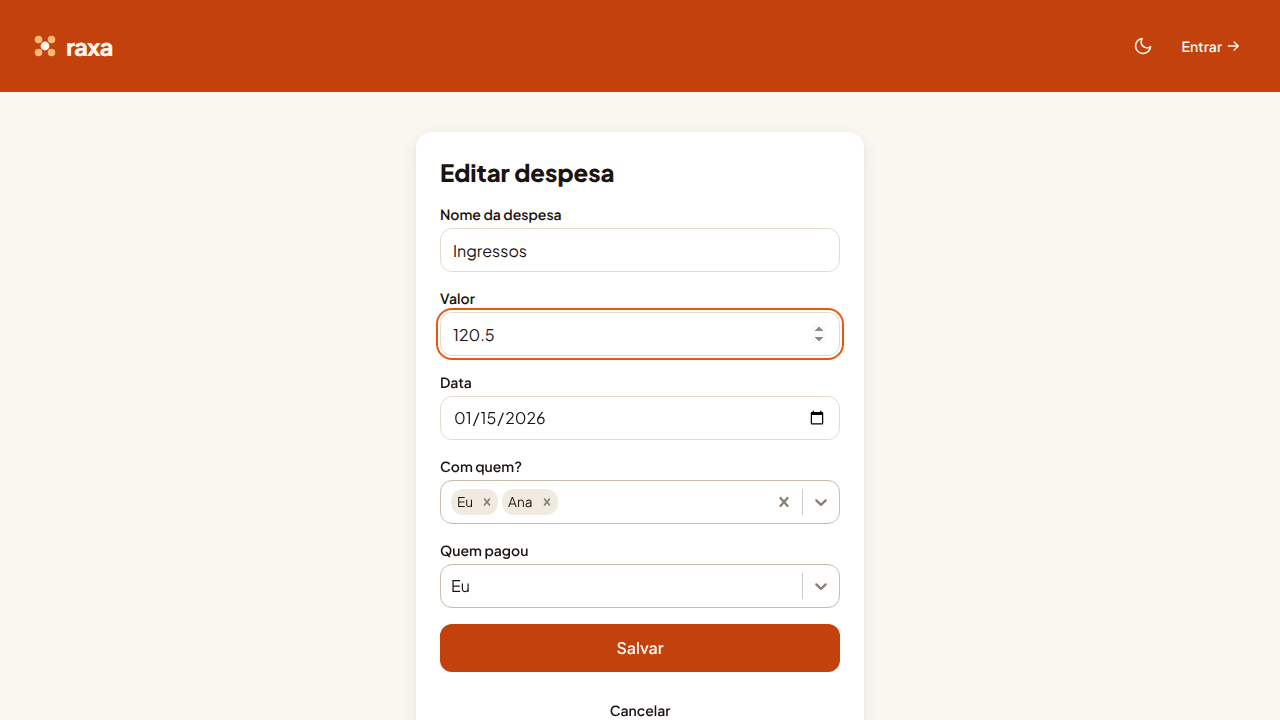 raxa
Entrar →
Editar despesa
Nome da despesa
Ingressos
Valor
120.5
Data
01/15/2026
Com quem?
Eu
Ana
Quem pagou
Eu
Salvar
Cancelar